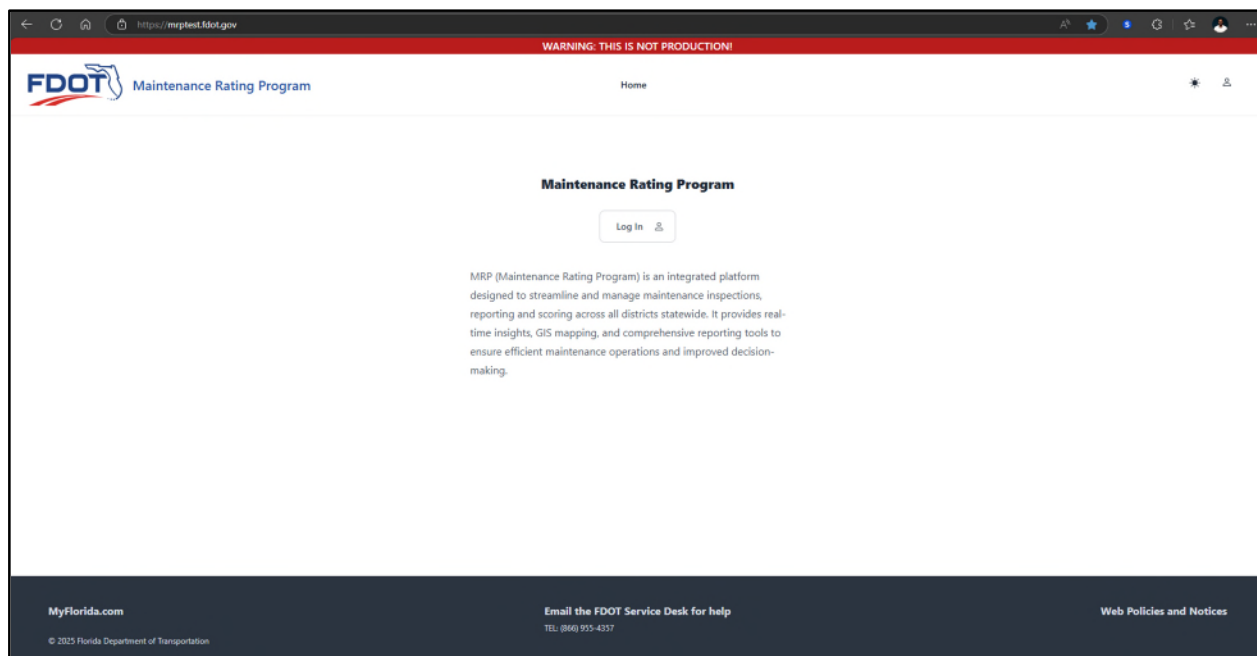 https://mrptest.fdot.gov
WARNING: THIS IS NOT PRODUCTION!
FDOT
Maintenance Rating Program
Home
Maintenance Rating Program
Log In
MRP (Maintenance Rating Program) is an integrated platform
designed to streamline and manage maintenance inspections,
reporting and scoring across all districts statewide. It provides real-
time insights, GIS mapping, and comprehensive reporting tools to
ensure efficient maintenance operations and improved decision-
making.
MyFlorida.com
Email the FDOT Service Desk for help
Web Policies and Notices
TEL: (866) 955-4357
© 2025 Florida Department of Transportation